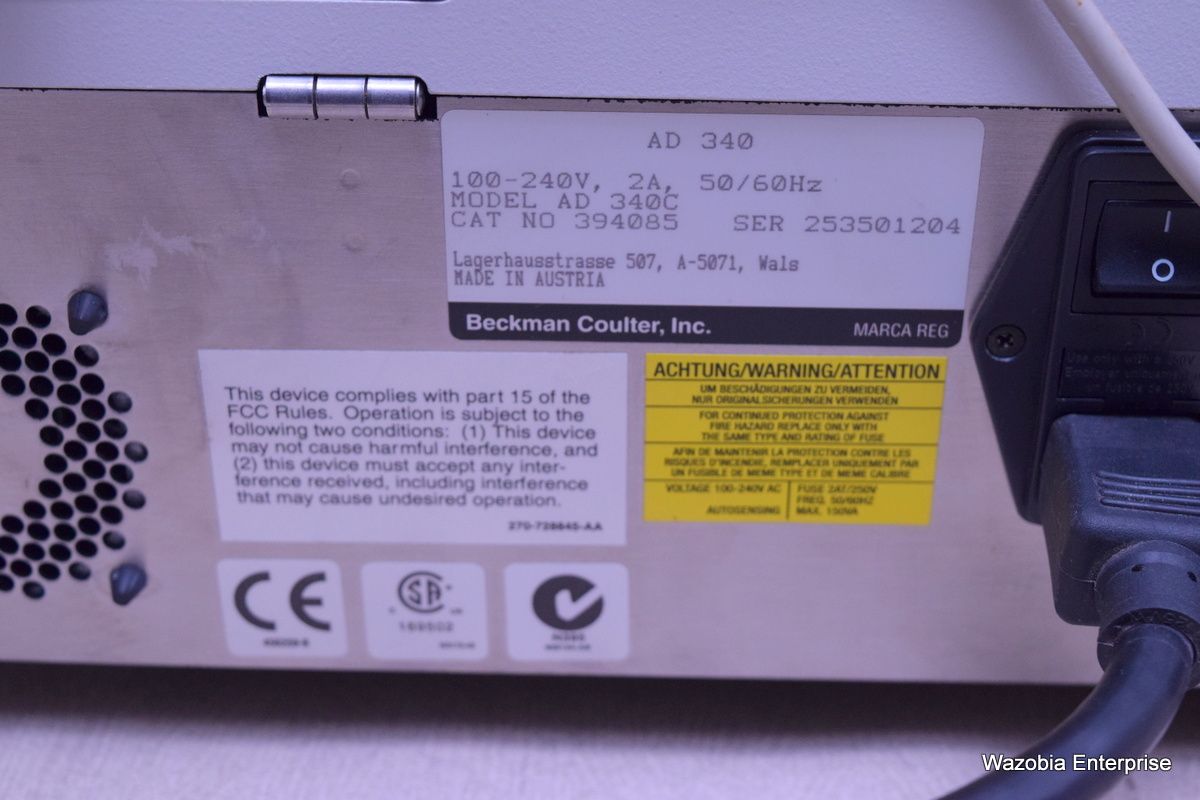 AD 340
100-240V, 2A, 50/60Hz
MODEL AD 340C
CAT NO 394085 SER 253501204
Lagerhausstrasse 507, A-5071, Wals
MADE IN AUSTRIA
Beckman Coulter, Inc. MARCA REG
This device complies with part 15 of the
FCC Rules. Operation is subject to the
following two conditions: (1) This device
may not cause harmful interference, and
(2) this device must accept any inter-
ference received, including interference
that may cause undesired operation.
270-728645-AA
ACHTUNG/WARNING/ATTENTION
UM BESCHÄDIGUNGEN ZU VERMEIDEN,
NUR ORIGINALSICHERUNGEN VERWENDEN
FOR CONTINUED PROTECTION AGAINST
FIRE HAZARD REPLACE ONLY WITH
THE SAME TYPE AND RATING OF FUSE
AFIN DE MAINTENIR LA PROTECTION CONTRE LES
RISQUES D'INCENDIE, REMPLACER UNIQUEMENT PAR
UN FUSIBLE DE MEME TYPE ET DE MEME CALIBRE
VOLTAGE 100-240V AC
AUTOSENSING
FUSE 2AT/250V
FREQ. 50/60HZ
MAX. 150VA
CE
SA
Use only with a
Wazobia Enterprise